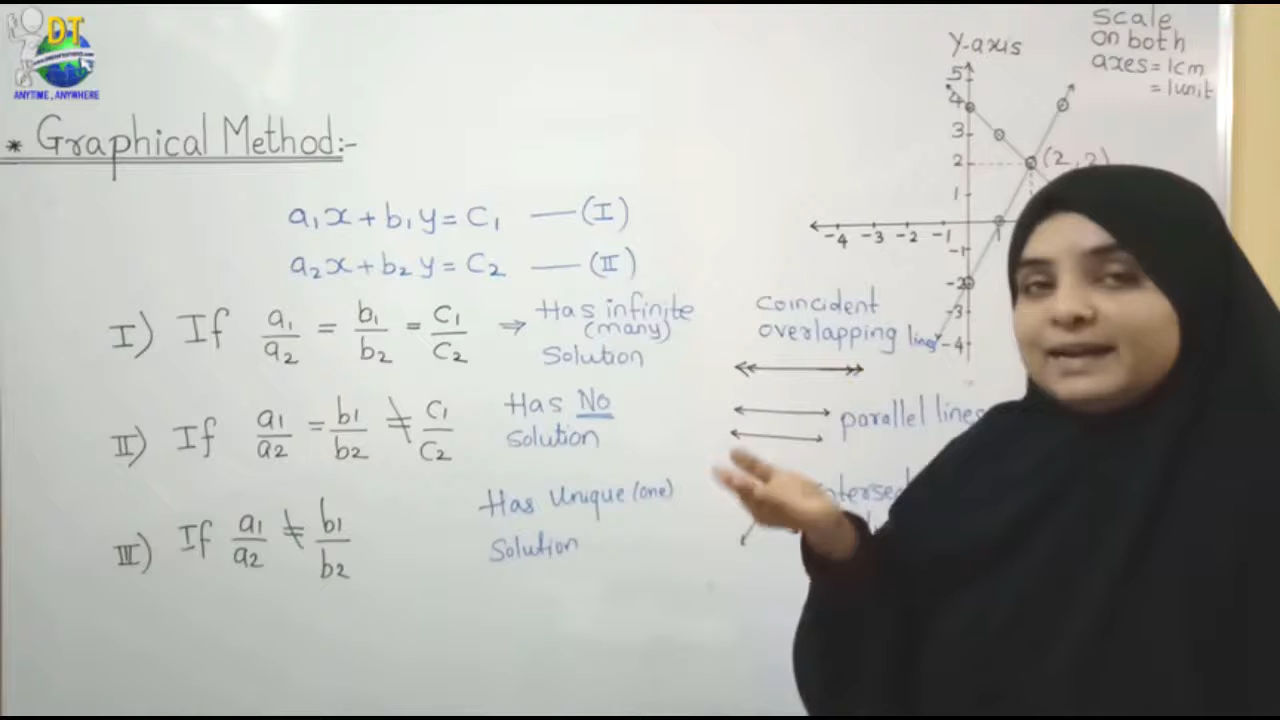 DT
ANYTIME, ANYWHERE
* Graphical Method:-
a₁x + b₁y = C₁ —(I)
a₂x + b₂y = C₂ —(II)
I) If a₁/a₂ = b₁/b₂ = C₁/C₂ ⇒ Has infinite
(many)
Solution
II) If a₁/a₂ = b₁/b₂ ≠ C₁/C₂ Has No
Solution
III) If a₁/a₂ ≠ b₁/b₂ Has Unique (one)
Solution
Coincident
overlapping lines
parallel lines
Y-axis
5
4
3
2
1
-1
-2
-3
-4
-4 -3 -2 -1 1
(2,2)
Scale
on both
axes = 1cm
= 1unit